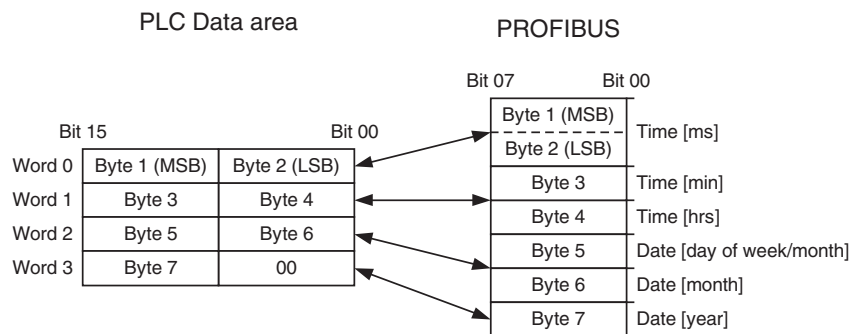 PLC Data area
PROFIBUS
Bit 07 Bit 00
Byte 1 (MSB)
Time [ms]
Byte 2 (LSB)
Bit 15 Bit 00
Word 0 Byte 1 (MSB) Byte 2 (LSB)
Word 1 Byte 3 Byte 4
Word 2 Byte 5 Byte 6
Word 3 Byte 7 00
Byte 3 Time [min]
Byte 4 Time [hrs]
Byte 5 Date [day of week/month]
Byte 6 Date [month]
Byte 7 Date [year]